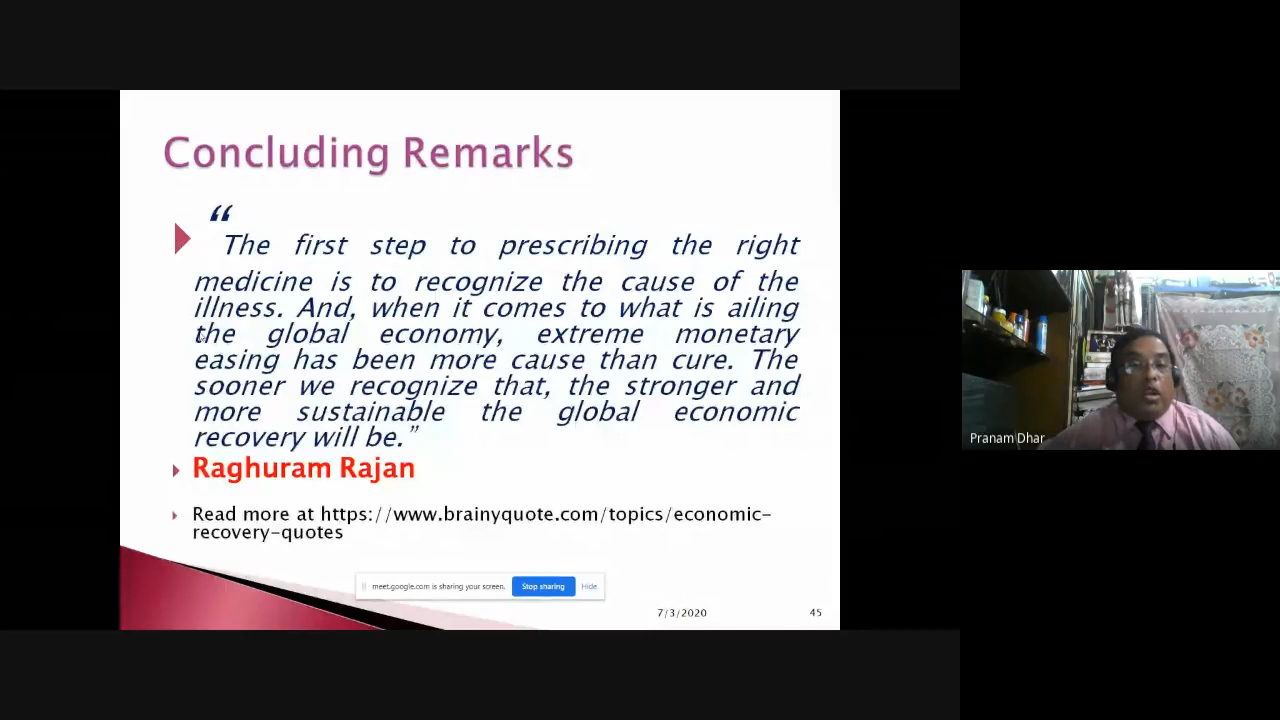 Concluding Remarks
“
The first step to prescribing the right
medicine is to recognize the cause of the
illness. And, when it comes to what is ailing
the global economy, extreme monetary
easing has been more cause than cure. The
sooner we recognize that, the stronger and
more sustainable the global economic
recovery will be.”
Raghuram Rajan
Read more at https://www.brainyquote.com/topics/economic-
recovery-quotes
meet.google.com is sharing your screen. Stop sharing Hide
7/3/2020 45
Pranam Dhar